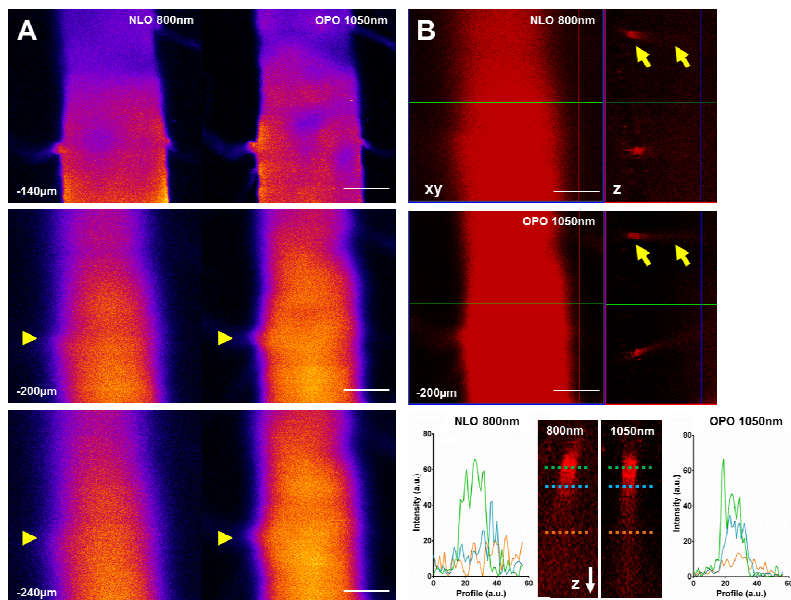 A
NLO 800nm
OPO 1050nm
-140µm
-200µm
-240µm
B
NLO 800nm
xy
z
OPO 1050nm
-200µm
NLO 800nm
80
60
40
20
0
Intensity (a.u.)
0 20 40 60
Profile (a.u.)
800nm
1050nm
z
OPO 1050nm
80
60
40
20
0
Intensity (a.u.)
0 20 40 60
Profile (a.u.)